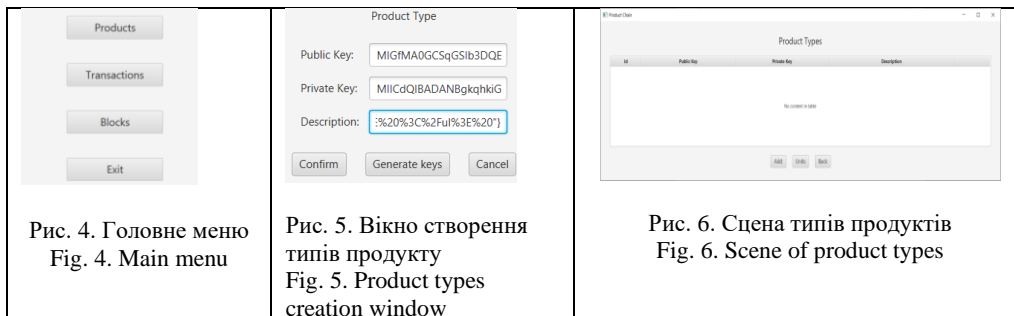 Products
Transactions
Blocks
Exit
Рис. 4. Головне меню
Fig. 4. Main menu
Product Type
Public Key: MIGfMA0GCSqGSIb3DQE
Private Key: MIICdQIBADANBgkqhkiG
Description: :%20%3C%2Ful%3E%20"}
Confirm Generate keys Cancel
Рис. 5. Вікно створення
типів продукту
Fig. 5. Product types
creation window
Product Chain
Product Types
Id Public Key Private Key Description
No content in table
Add Undo Back
Рис. 6. Сцена типів продуктів
Fig. 6. Scene of product types